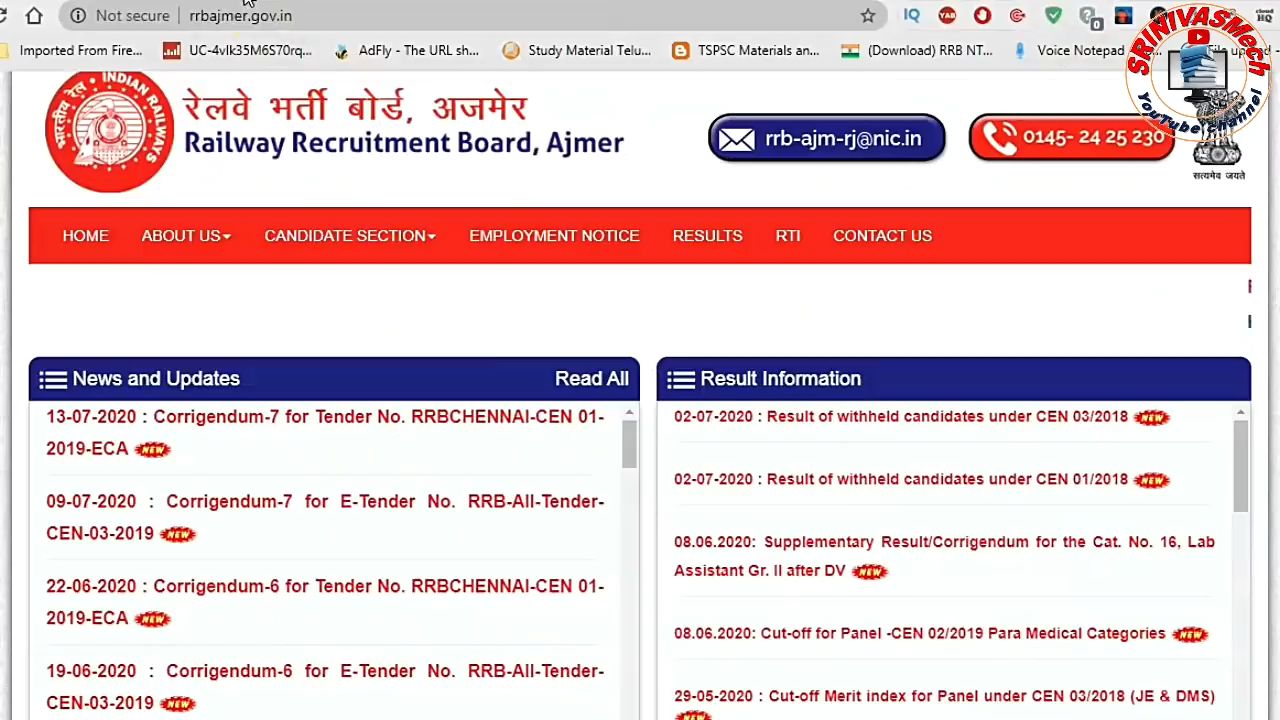 Not secure | rrbajmer.gov.in
IQ YAB 0 cloud HQ
Imported From Fire... UC-4vIk35M6S70rq... AdFly - The URL sh... Study Material Telu... TSPSC Materials an... (Download) RRB NT... Voice Notepad
SRINIVASMech
YouTube Channel
INDIAN RAILWAYS
भारतीय रेल
रेलवे भर्ती बोर्ड, अजमेर
Railway Recruitment Board, Ajmer
rrb-ajm-rj@nic.in
0145- 24 25 230
सत्यमेव जयते
HOME ABOUT US CANDIDATE SECTION EMPLOYMENT NOTICE RESULTS RTI CONTACT US
News and Updates Read All
13-07-2020 : Corrigendum-7 for Tender No. RRBCHENNAI-CEN 01-
2019-ECA NEW
09-07-2020 : Corrigendum-7 for E-Tender No. RRB-All-Tender-
CEN-03-2019 NEW
22-06-2020 : Corrigendum-6 for Tender No. RRBCHENNAI-CEN 01-
2019-ECA NEW
19-06-2020 : Corrigendum-6 for E-Tender No. RRB-All-Tender-
CEN-03-2019 NEW
Result Information
02-07-2020 : Result of withheld candidates under CEN 03/2018 NEW
02-07-2020 : Result of withheld candidates under CEN 01/2018 NEW
08.06.2020: Supplementary Result/Corrigendum for the Cat. No. 16, Lab
Assistant Gr. II after DV NEW
08.06.2020: Cut-off for Panel -CEN 02/2019 Para Medical Categories NEW
29-05-2020 : Cut-off Merit index for Panel under CEN 03/2018 (JE & DMS)
NEW